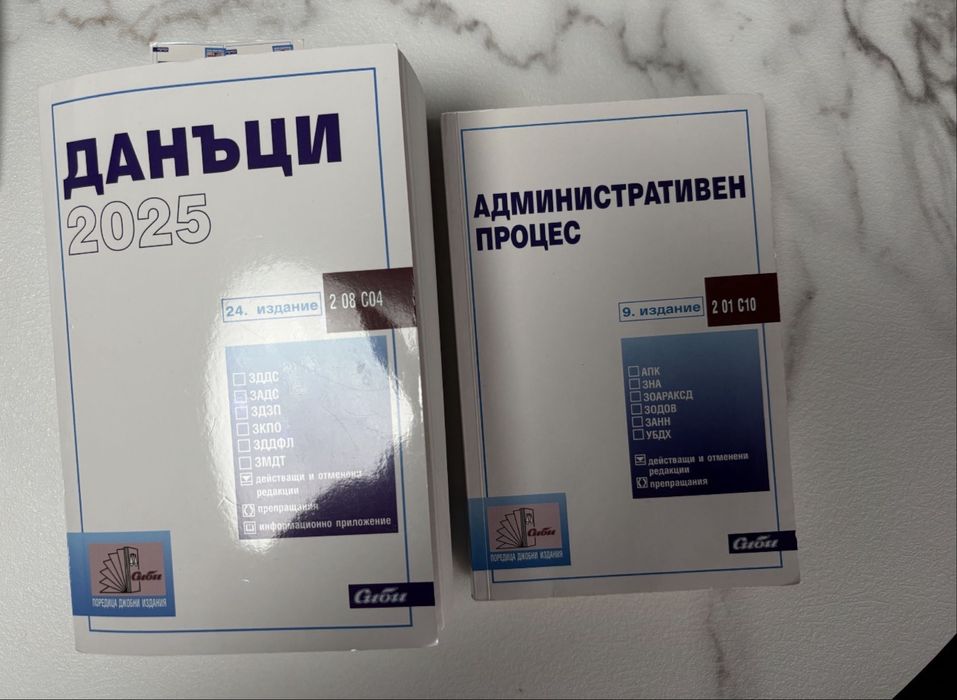 ДАНЪЦИ
2025
24. издание
2 08 C04
ЗДДС
ЗАДС
ЗДЗП
ЗКПО
ЗДДФЛ
ЗМДТ
действащи и отменени
редакции
препращания
информационно приложение
Сиби
ПОРЕДИЦА ДЖОБНИ ИЗДАНИЯ
Сиби
АДМИНИСТРАТИВЕН
ПРОЦЕС
9. издание
2 01 C10
АПК
ЗНА
ЗОАРАКСД
ЗОДОВ
ЗАНН
УБДХ
действащи и отменени
редакции
препращания
Сиби
ПОРЕДИЦА ДЖОБНИ ИЗДАНИЯ
Сиби